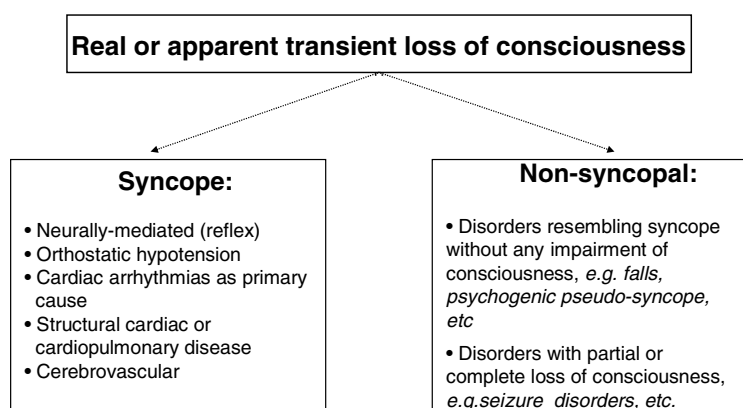 Real or apparent transient loss of consciousness
Syncope:
• Neurally-mediated (reflex)
• Orthostatic hypotension
• Cardiac arrhythmias as primary
cause
• Structural cardiac or
cardiopulmonary disease
• Cerebrovascular
Non-syncopal:
• Disorders resembling syncope
without any impairment of
consciousness, e.g. falls,
psychogenic pseudo-syncope,
etc
• Disorders with partial or
complete loss of consciousness,
e.g.seizure disorders, etc.